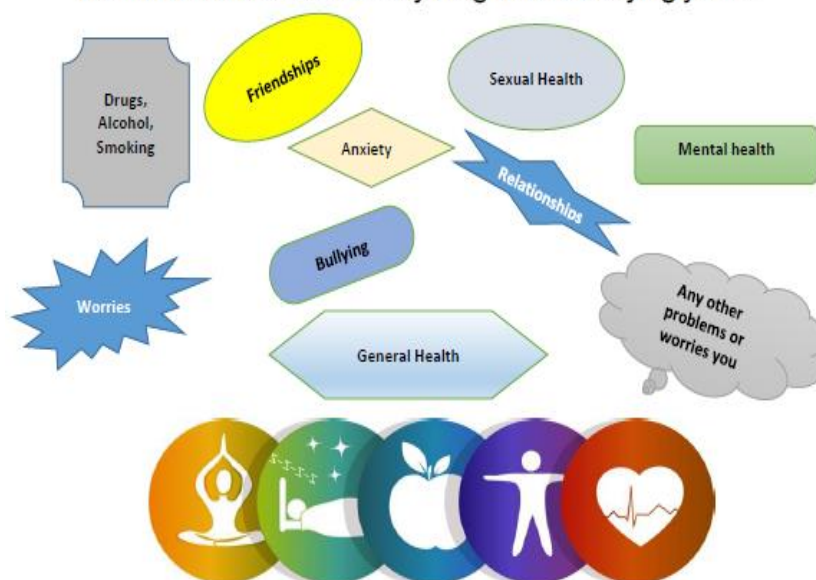 Drugs,
Alcohol,
Smoking
Friendships
Sexual Health
Anxiety
Mental health
Relationships
Bullying
Worries
Any other
problems or
worries you
General Health